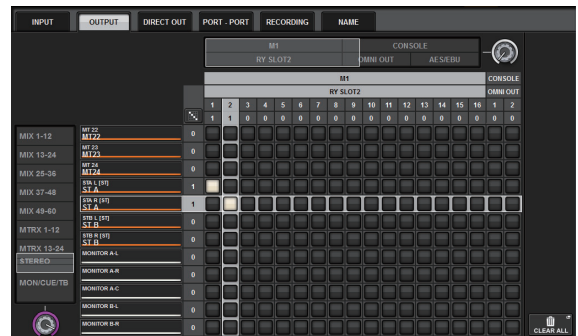 INPUT OUTPUT DIRECT OUT PORT - PORT RECORDING NAME
M1 CONSOLE
RY SLOT2 OMNI OUT AES/EBU
M1 CONSOLE
RY SLOT2 OMNI OUT
1 2 3 4 5 6 7 8 9 10 11 12 13 14 15 16 1 2
1 1 0 0 0 0 0 0 0 0 0 0 0 0 0 0 0 0
MIX 1-12
MIX 13-24
MIX 25-36
MIX 37-48
MIX 49-60
MTRX 1-12
MTRX 13-24
STEREO
MON/CUE/TB
MT 22
MT22 0
MT 23
MT23 0
MT 24
MT24 0
STA L [ST]
ST A 1
STA R [ST]
ST A 1
STB L [ST]
ST B 0
STB R [ST]
ST B 0
MONITOR A-L 0
MONITOR A-R 0
MONITOR A-C 0
MONITOR B-L 0
MONITOR B-R 0
CLEAR ALL